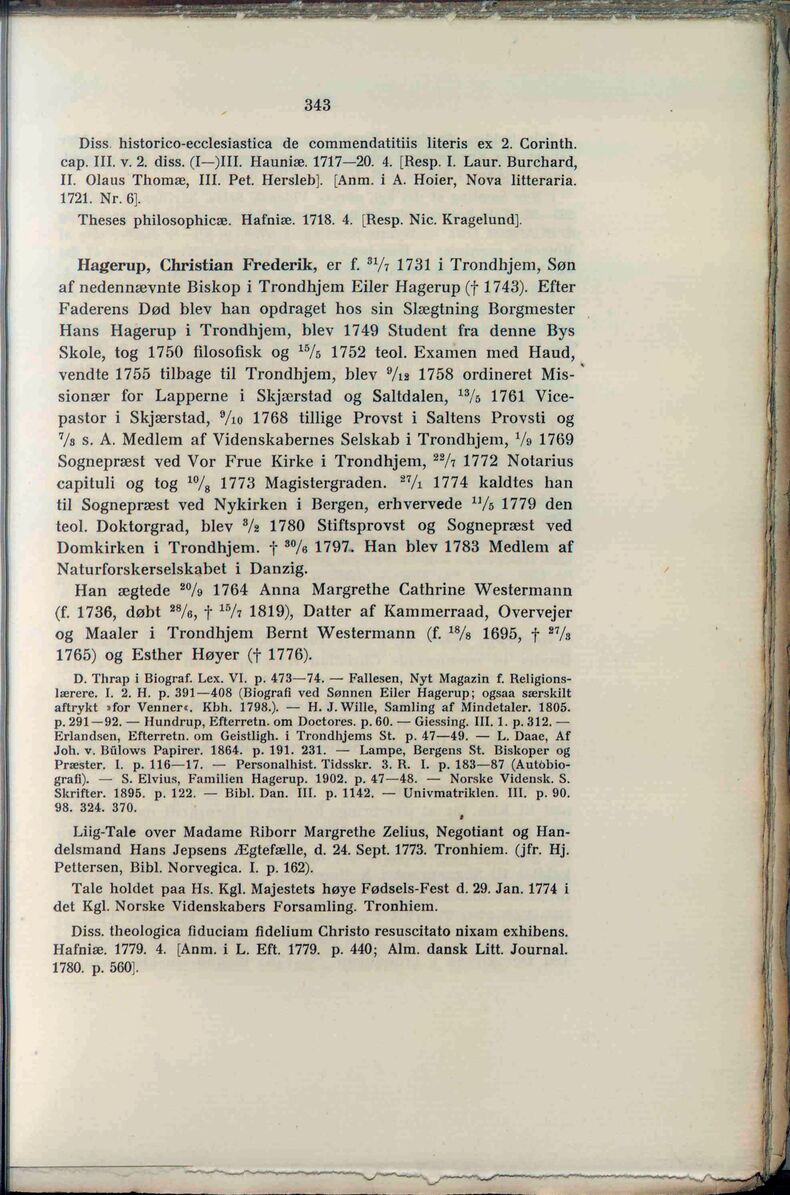 343
Diss. historico-ecclesiastica de commendatitiis literis ex 2. Corinth.
cap. III. v. 2. diss. (I—)III. Hauniæ. 1717—20. 4. [Resp. I. Laur. Burchard,
II. Olaus Thomæ, III. Pet. Hersleb]. [Anm. i A. Hoier, Nova litteraria.
1721. Nr. 6].
Theses philosophicæ. Hafniæ. 1718. 4. [Resp. Nic. Kragelund].
Hagerup, Christian Frederik, er f. 31/7 1731 i Trondhjem, Søn
af nedennævnte Biskop i Trondhjem Eiler Hagerup († 1743). Efter
Faderens Død blev han opdraget hos sin Slægtning Borgmester
Hans Hagerup i Trondhjem, blev 1749 Student fra denne Bys
Skole, tog 1750 filosofisk og 15/5 1752 teol. Examen med Haud,
vendte 1755 tilbage til Trondhjem, blev 9/12 1758 ordineret Mis-
sionær for Lapperne i Skjærstad og Saltdalen, 13/5 1761 Vice-
pastor i Skjærstad, 9/10 1768 tillige Provst i Saltens Provsti og
7/3 s. A. Medlem af Videnskabernes Selskab i Trondhjem, 1/9 1769
Sognepræst ved Vor Frue Kirke i Trondhjem, 22/7 1772 Notarius
capituli og tog 10/8 1773 Magistergraden. 27/1 1774 kaldtes han
til Sognepræst ved Nykirken i Bergen, erhvervede 11/5 1779 den
teol. Doktorgrad, blev 3/2 1780 Stiftsprovst og Sognepræst ved
Domkirken i Trondhjem. † 30/6 1797. Han blev 1783 Medlem af
Naturforskerselskabet i Danzig.
Han ægtede 20/9 1764 Anna Margrethe Cathrine Westermann
(f. 1736, døbt 28/6, † 15/7 1819), Datter af Kammerraad, Overvejer
og Maaler i Trondhjem Bernt Westermann (f. 18/8 1695, † 27/3
1765) og Esther Høyer († 1776).
D. Thrap i Biograf. Lex. VI. p. 473—74. — Fallesen, Nyt Magazin f. Religions-
lærere. I. 2. H. p. 391—408 (Biografi ved Sønnen Eiler Hagerup; ogsaa særskilt
aftrykt »for Venner«. Kbh. 1798.). — H. J. Wille, Samling af Mindetaler. 1805.
p. 291—92. — Hundrup, Efterretn. om Doctores. p. 60. — Giessing. III. 1. p. 312. —
Erlandsen, Efterretn. om Geistligh. i Trondhjems St. p. 47—49. — L. Daae, Af
Joh. v. Bülows Papirer. 1864. p. 191. 231. — Lampe, Bergens St. Biskoper og
Præster. I. p. 116—17. — Personalhist. Tidsskr. 3. R. I. p. 183—87 (Autobio-
grafi). — S. Elvius, Familien Hagerup. 1902. p. 47—48. — Norske Vidensk. S.
Skrifter. 1895. p. 122. — Bibl. Dan. III. p. 1142. — Univmatriklen. III. p. 90.
98. 324. 370.
Liig-Tale over Madame Riborr Margrethe Zelius, Negotiant og Han-
delsmand Hans Jepsens Ægtefælle, d. 24. Sept. 1773. Tronhiem. (jfr. Hj.
Pettersen, Bibl. Norvegica. I. p. 162).
Tale holdet paa Hs. Kgl. Majestets høye Fødsels-Fest d. 29. Jan. 1774 i
det Kgl. Norske Videnskabers Forsamling. Tronhiem.
Diss. theologica fiduciam fidelium Christo resuscitato nixam exhibens.
Hafniæ. 1779. 4. [Anm. i L. Eft. 1779. p. 440; Alm. dansk Litt. Journal.
1780. p. 560].